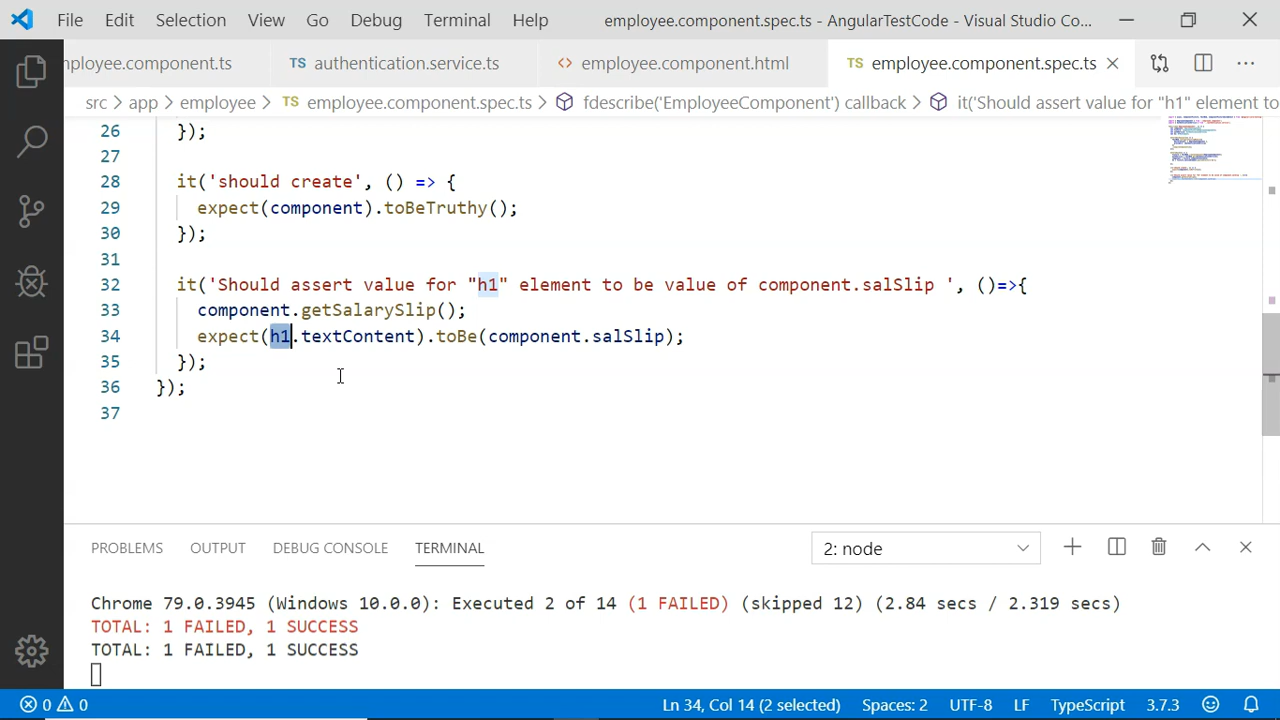 File Edit Selection View Go Debug Terminal Help employee.component.spec.ts - AngularTestCode - Visual Studio Co...
employee.component.ts TS authentication.service.ts <> employee.component.html TS employee.component.spec.ts
src > app > employee > TS employee.component.spec.ts > fdescribe('EmployeeComponent') callback > it('Should assert value for "h1" element to
26 });
27
28 it('should create', () => {
29 expect(component).toBeTruthy();
30 });
31
32 it('Should assert value for "h1" element to be value of component.salSlip ', ()=>{
33 component.getSalarySlip();
34 expect(h1.textContent).toBe(component.salSlip);
35 });
36 });
37
PROBLEMS OUTPUT DEBUG CONSOLE TERMINAL 2: node
Chrome 79.0.3945 (Windows 10.0.0): Executed 2 of 14 (1 FAILED) (skipped 12) (2.84 secs / 2.319 secs)
TOTAL: 1 FAILED, 1 SUCCESS
TOTAL: 1 FAILED, 1 SUCCESS
0 0 Ln 34, Col 14 (2 selected) Spaces: 2 UTF-8 LF TypeScript 3.7.3